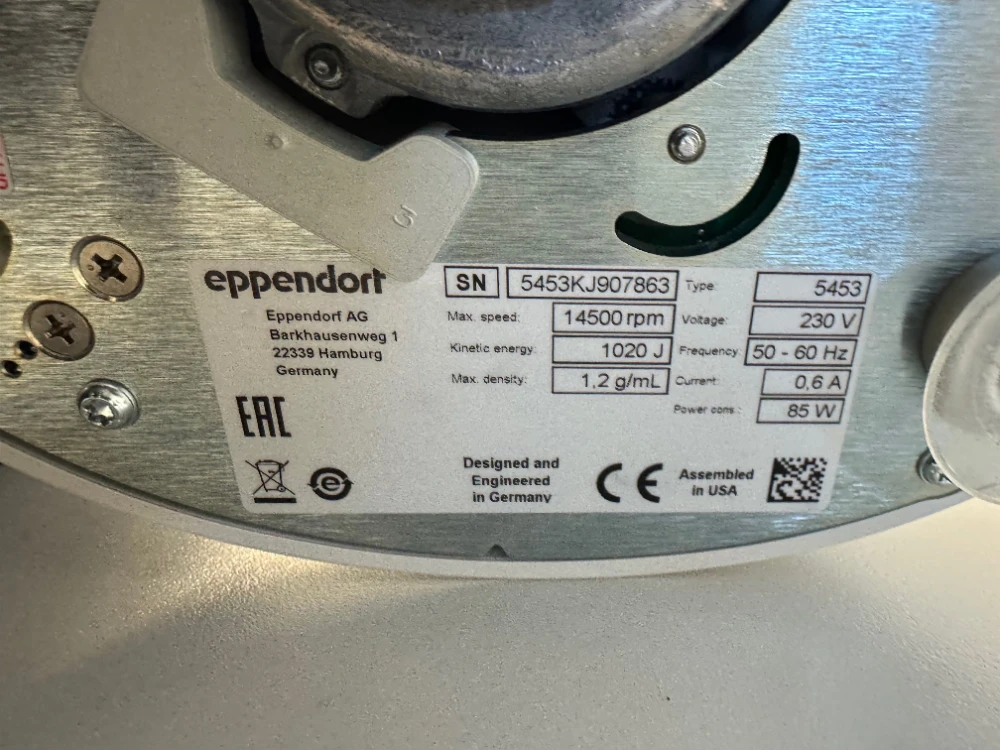 3
eppendorf
Eppendorf AG
Barkhausenweg 1
22339 Hamburg
Germany
EAC
SN 5453KJ907863
Max. speed: 14500 rpm
Kinetic energy: 1020 J
Max. density: 1,2 g/mL
Type: 5453
Voltage: 230 V
Frequency: 50 - 60 Hz
Current: 0,6 A
Power cons.: 85 W
e
Designed and
Engineered
in Germany
CE
Assembled
in USA